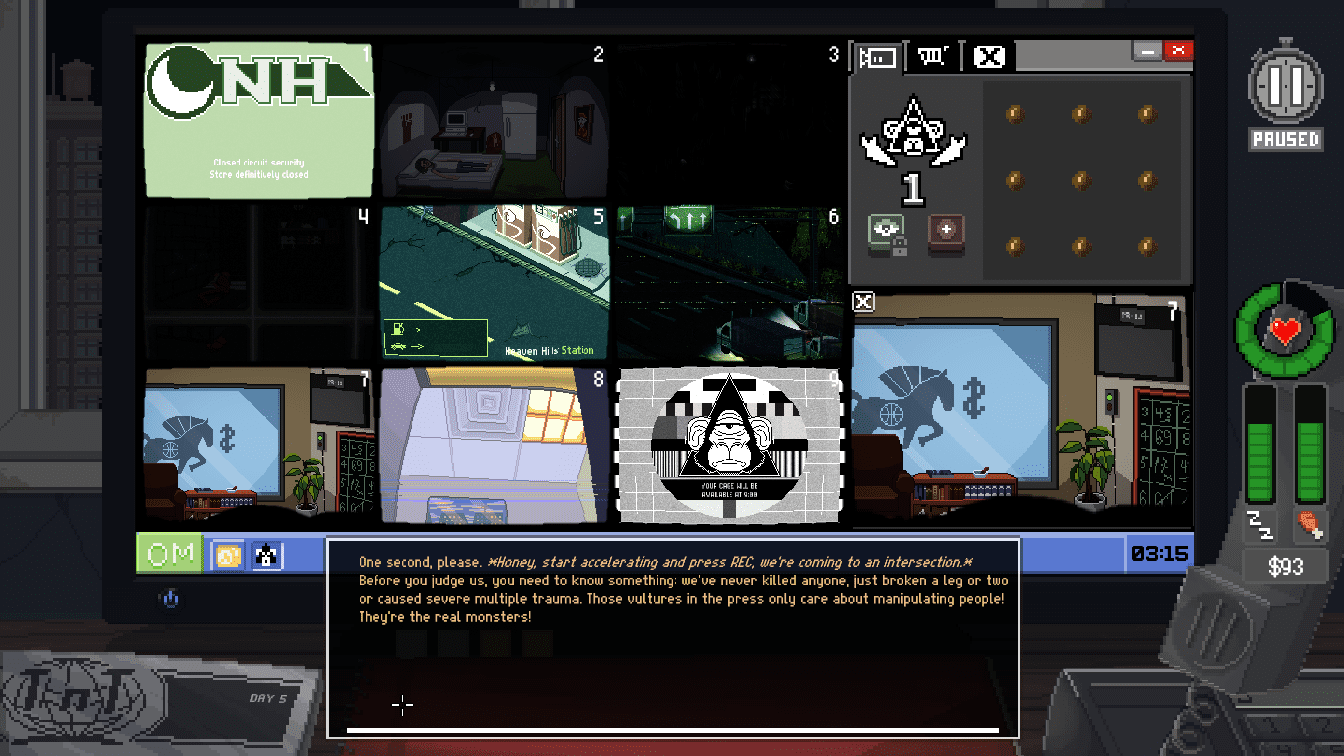 1
NH
Closed circuit security
Store definitively closed
2
3
4
5
Heaven Hills Station
6
7
8
9
YOUR CASE WILL BE
AVAILABLE AT 9:00
1
7
PAUSED
OM
03:15
$93
One second, please. *Honey, start accelerating and press REC, we're coming to an intersection.*
Before you judge us, you need to know something: we've never killed anyone, just broken a leg or two
or caused severe multiple trauma. Those vultures in the press only care about manipulating people!
They're the real monsters!
TnT
DAY 5